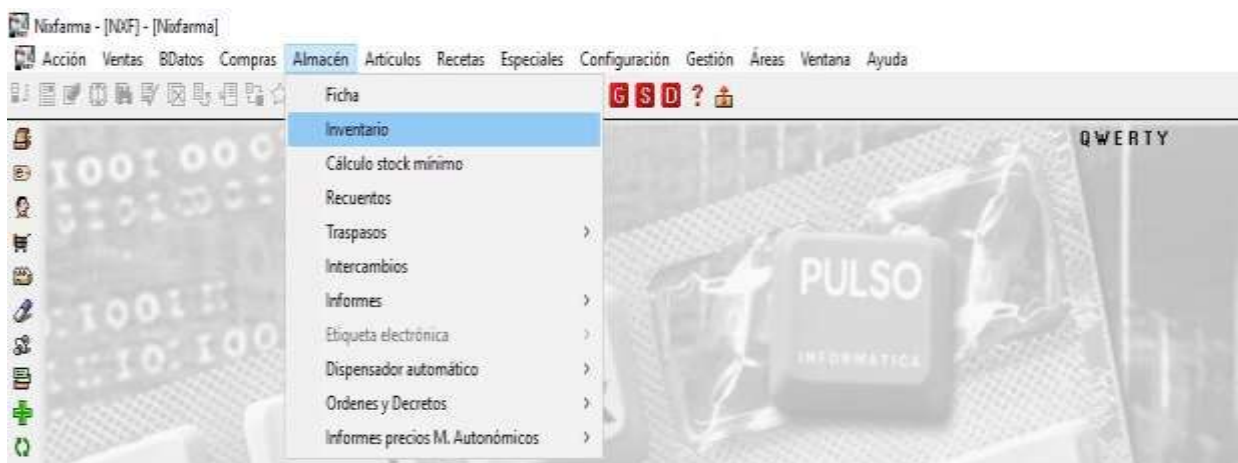 Nixfarma - [NXF] - [Nixfarma]
Acción Ventas BDatos Compras Almacén Artículos Recetas Especiales Configuración Gestión Áreas Ventana Ayuda
G S D ?
Ficha
Inventario
QWERTY
Cálculo stock mínimo
Recuentos
Traspasos
Intercambios
Informes
Etiqueta electrónica
Dispensador automático
Ordenes y Decretos
Informes precios M. Autonómicos
PULSO
INFORMATICA